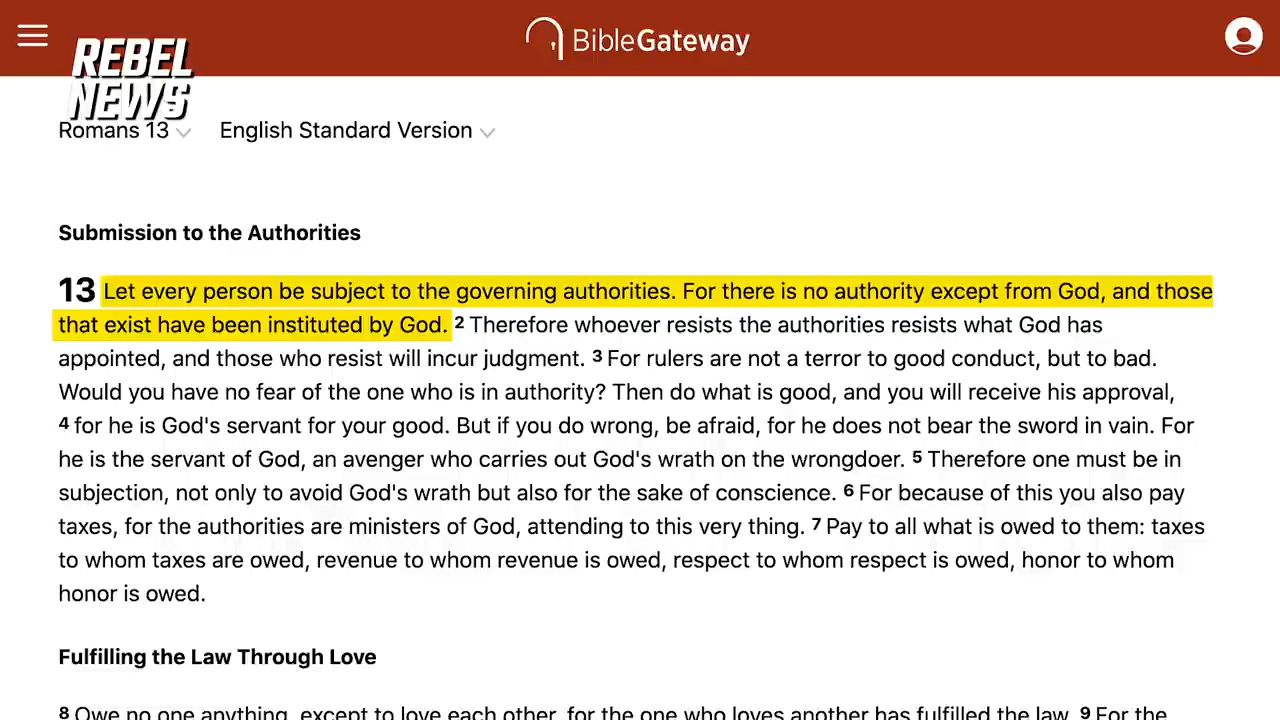 BibleGateway
REBEL
NEWS
Romans 13 English Standard Version
Submission to the Authorities
13 Let every person be subject to the governing authorities. For there is no authority except from God, and those
that exist have been instituted by God. 2 Therefore whoever resists the authorities resists what God has
appointed, and those who resist will incur judgment. 3 For rulers are not a terror to good conduct, but to bad.
Would you have no fear of the one who is in authority? Then do what is good, and you will receive his approval,
4 for he is God's servant for your good. But if you do wrong, be afraid, for he does not bear the sword in vain. For
he is the servant of God, an avenger who carries out God's wrath on the wrongdoer. 5 Therefore one must be in
subjection, not only to avoid God's wrath but also for the sake of conscience. 6 For because of this you also pay
taxes, for the authorities are ministers of God, attending to this very thing. 7 Pay to all what is owed to them: taxes
to whom taxes are owed, revenue to whom revenue is owed, respect to whom respect is owed, honor to whom
honor is owed.
Fulfilling the Law Through Love
8 Owe no one anything, except to love each other, for the one who loves another has fulfilled the law. 9 For the